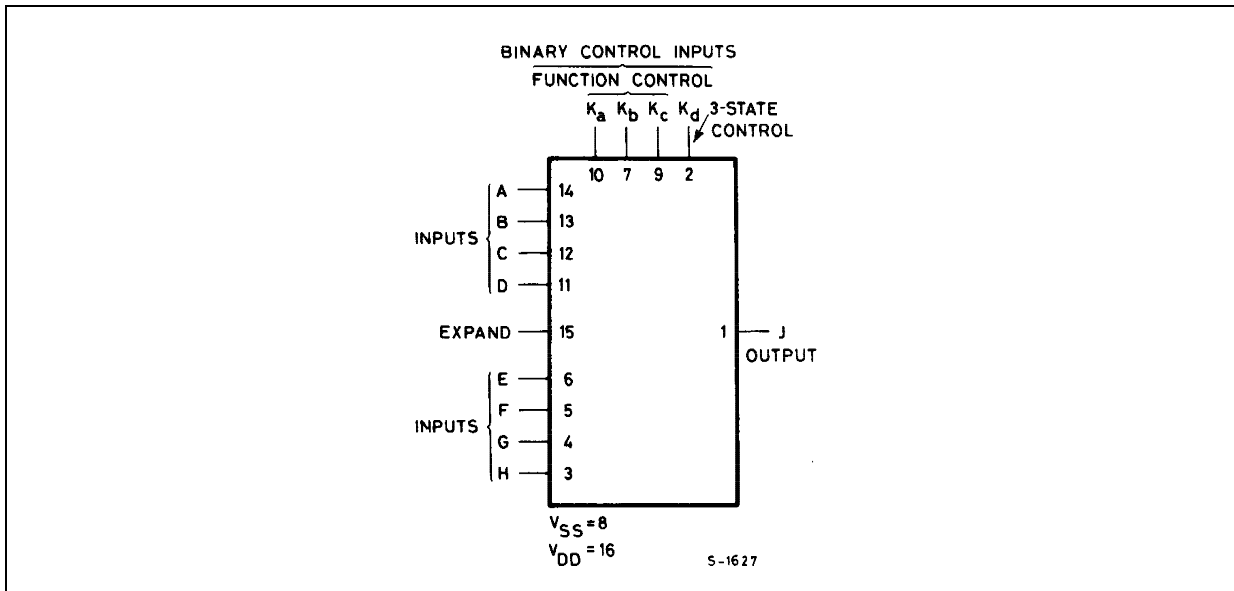 BINARY CONTROL INPUTS
FUNCTION CONTROL
Ka Kb Kc Kd 3-STATE
CONTROL
10 7 9 2
A 14
B 13
INPUTS
C 12
D 11
EXPAND 15 1 J
OUTPUT
E 6
F 5
INPUTS
G 4
H 3
VSS = 8
VDD = 16
S-1627